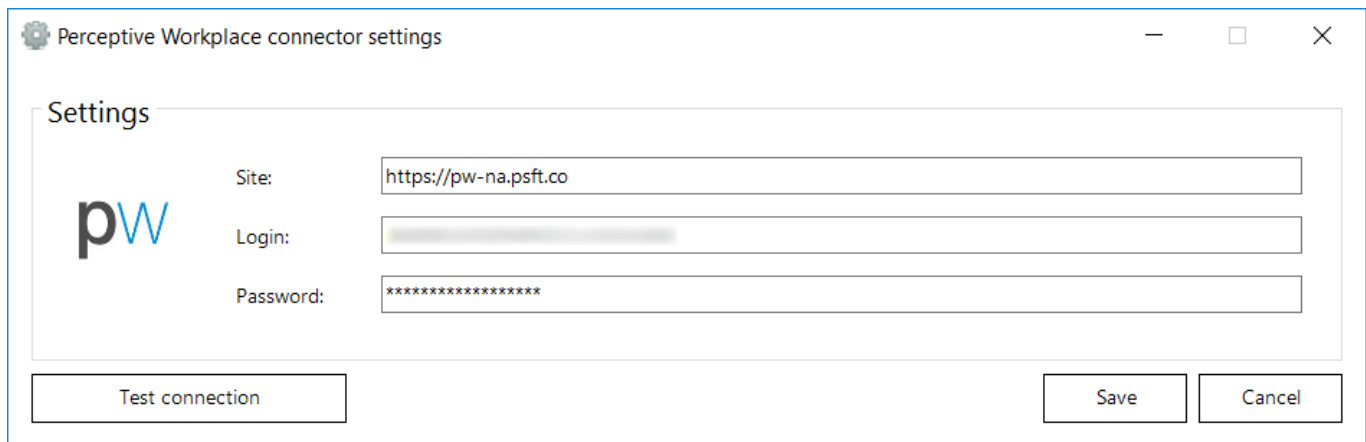 Perceptive Workplace connector settings
Settings
Site: https://pw-na.psft.co
pw
Login:
Password: ******************
Test connection Save Cancel